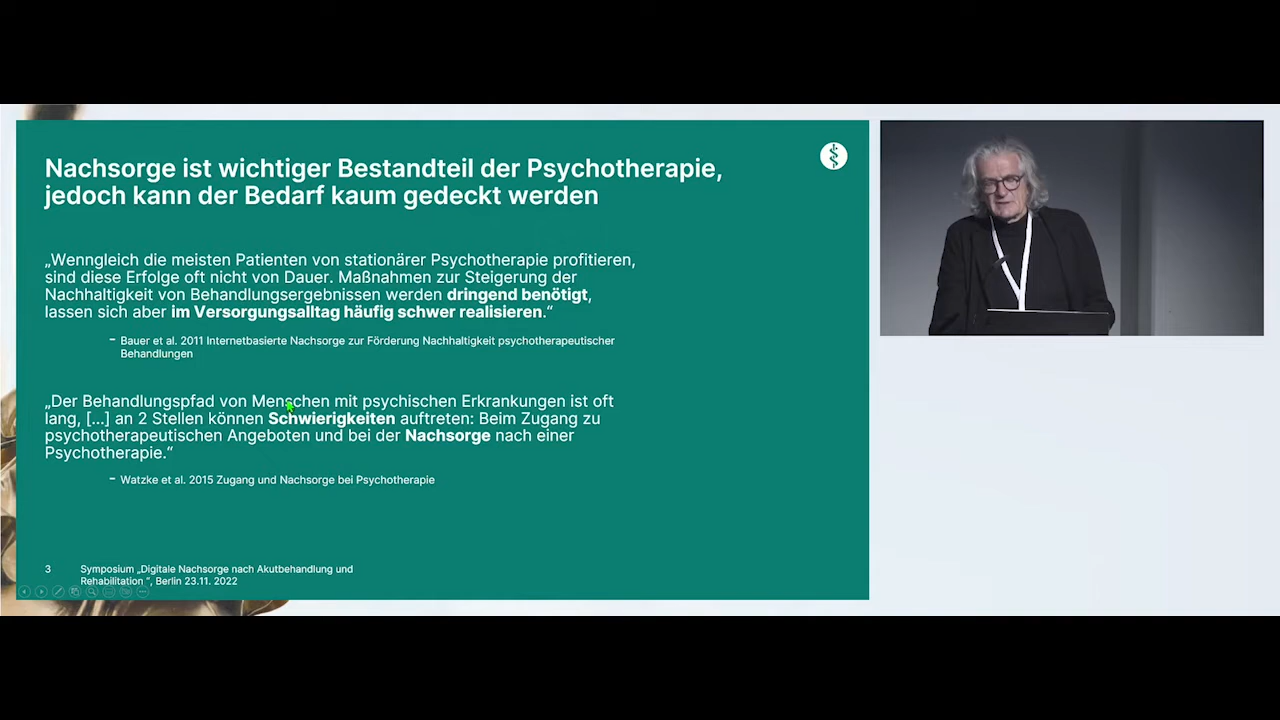 Nachsorge ist wichtiger Bestandteil der Psychotherapie,
jedoch kann der Bedarf kaum gedeckt werden
„Wenngleich die meisten Patienten von stationärer Psychotherapie profitieren,
sind diese Erfolge oft nicht von Dauer. Maßnahmen zur Steigerung der
Nachhaltigkeit von Behandlungsergebnissen werden dringend benötigt,
lassen sich aber im Versorgungsalltag häufig schwer realisieren.“
– Bauer et al. 2011 Internetbasierte Nachsorge zur Förderung Nachhaltigkeit psychotherapeutischer
Behandlungen
„Der Behandlungspfad von Menschen mit psychischen Erkrankungen ist oft
lang, [...] an 2 Stellen können Schwierigkeiten auftreten: Beim Zugang zu
psychotherapeutischen Angeboten und bei der Nachsorge nach einer
Psychotherapie.“
– Watzke et al. 2015 Zugang und Nachsorge bei Psychotherapie
3 Symposium „Digitale Nachsorge nach Akutbehandlung und
Rehabilitation “, Berlin 23.11. 2022